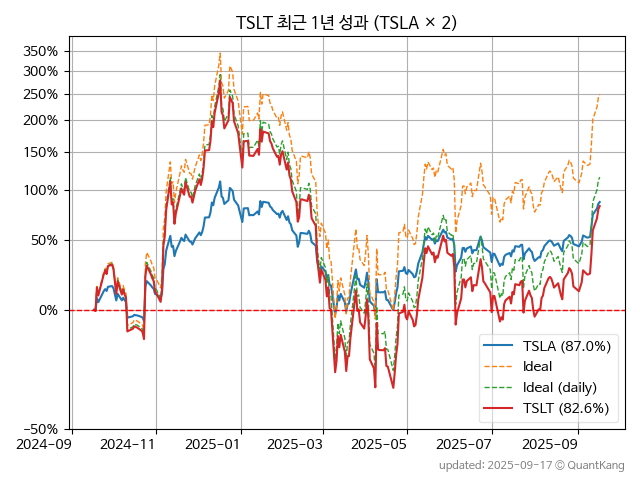 TSLT 최근 1년 성과 (TSLA × 2)
350%
300%
250%
200%
150%
100%
50%
0%
−50%
2024-09
2024-11
2025-01
2025-03
2025-05
2025-07
2025-09
TSLA (87.0%)
Ideal
Ideal (daily)
TSLT (82.6%)
updated: 2025-09-17 © QuantKang